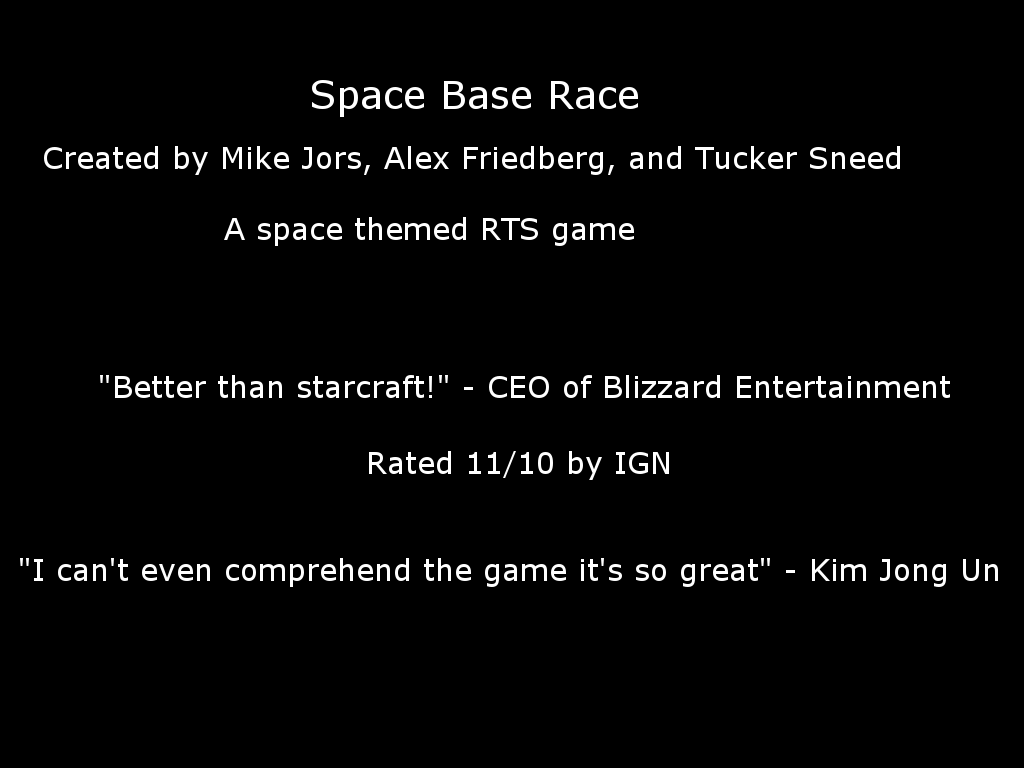 Space Base Race
Created by Mike Jors, Alex Friedberg, and Tucker Sneed
A space themed RTS game
"Better than starcraft!" - CEO of Blizzard Entertainment
Rated 11/10 by IGN
"I can't even comprehend the game it's so great" - Kim Jong Un